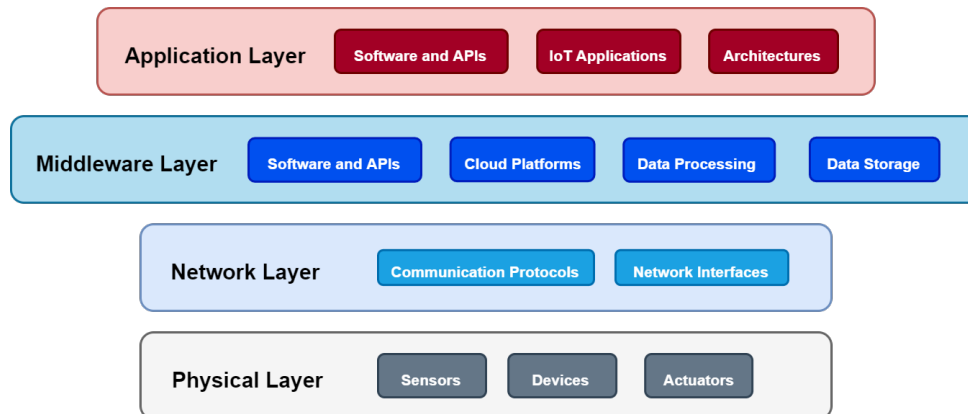 Application Layer
Software and APIs
IoT Applications
Architectures
Middleware Layer
Software and APIs
Cloud Platforms
Data Processing
Data Storage
Network Layer
Communication Protocols
Network Interfaces
Physical Layer
Sensors
Devices
Actuators